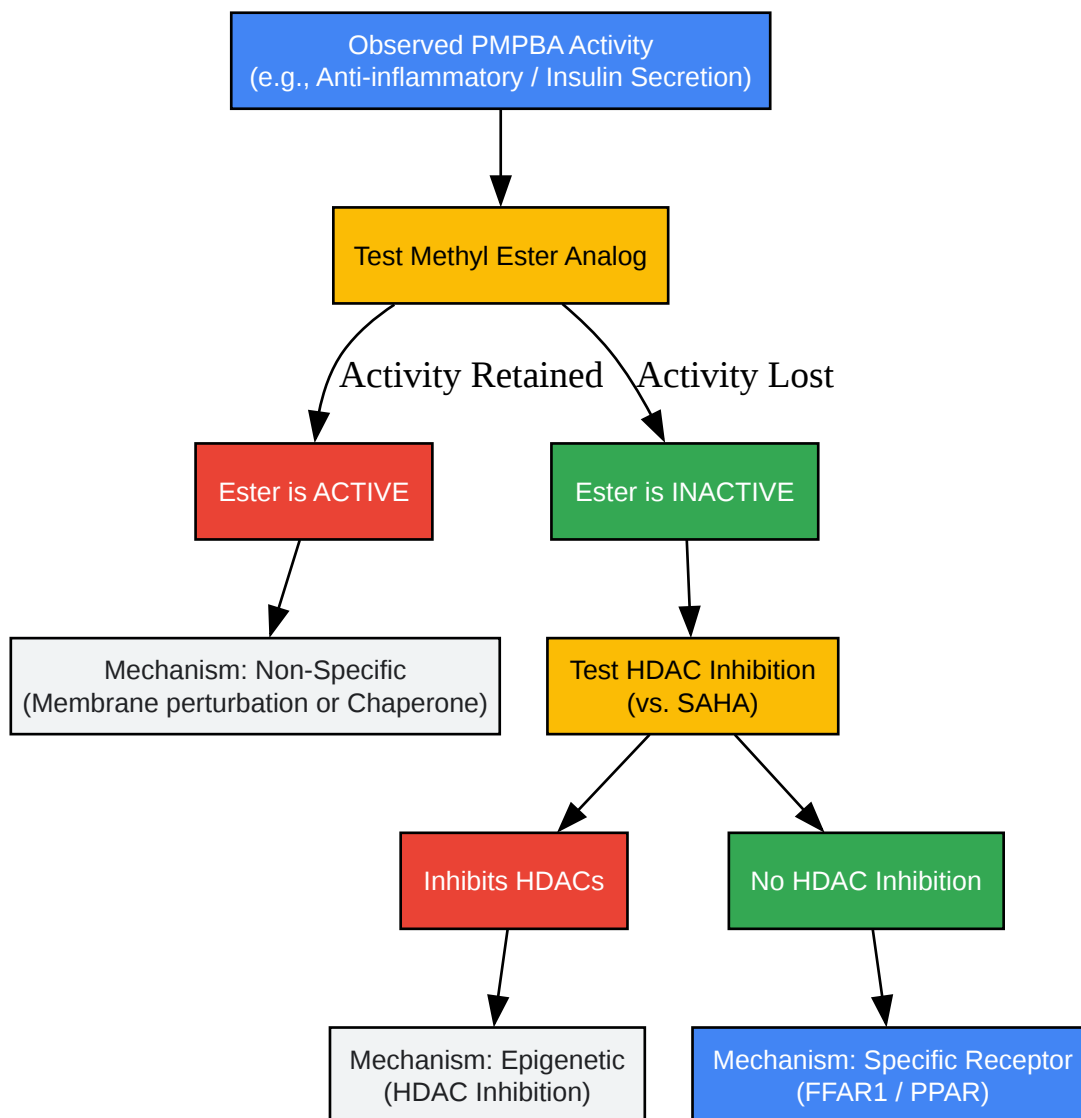 Observed PMPBA Activity
(e.g., Anti-inflammatory / Insulin Secretion)
Test Methyl Ester Analog
Activity Retained
Activity Lost
Ester is ACTIVE
Ester is INACTIVE
Mechanism: Non-Specific
(Membrane perturbation or Chaperone)
Test HDAC Inhibition
(vs. SAHA)
Inhibits HDACs
No HDAC Inhibition
Mechanism: Epigenetic
(HDAC Inhibition)
Mechanism: Specific Receptor
(FFAR1 / PPAR)